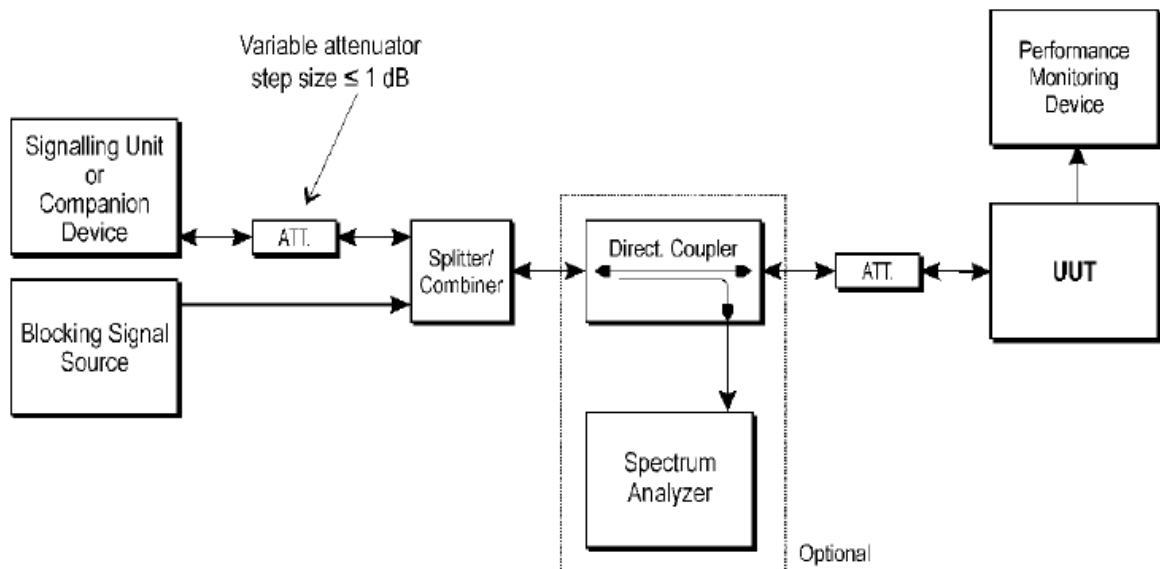 Variable attenuator
step size ≤ 1 dB
Performance
Monitoring
Device
Signalling Unit
or
Companion
Device
ATT.
Splitter/
Combiner
Direct. Coupler
ATT.
UUT
Blocking Signal
Source
Spectrum
Analyzer
Optional